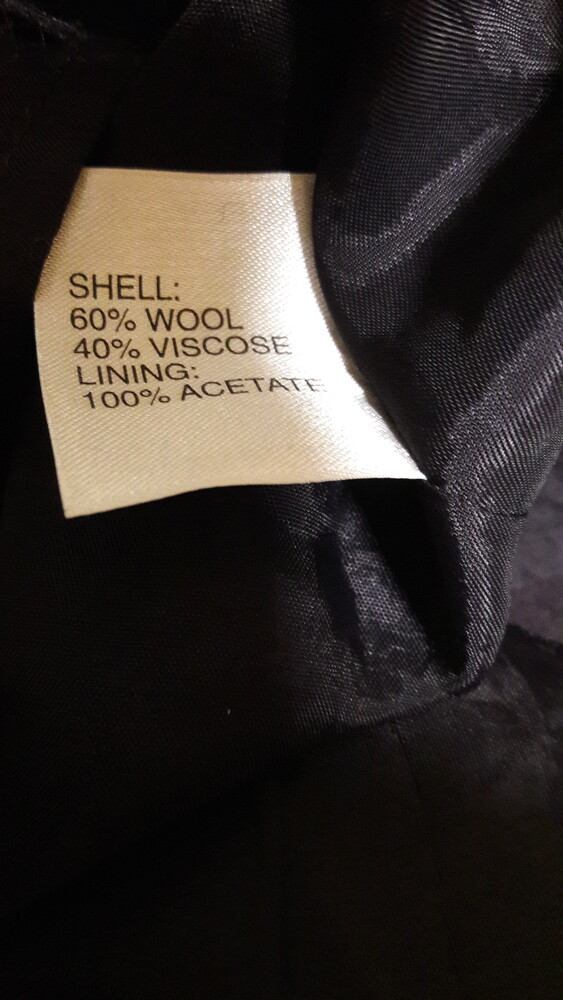 SHELL:
60% WOOL
40% VISCOSE
LINING:
100% ACETATE